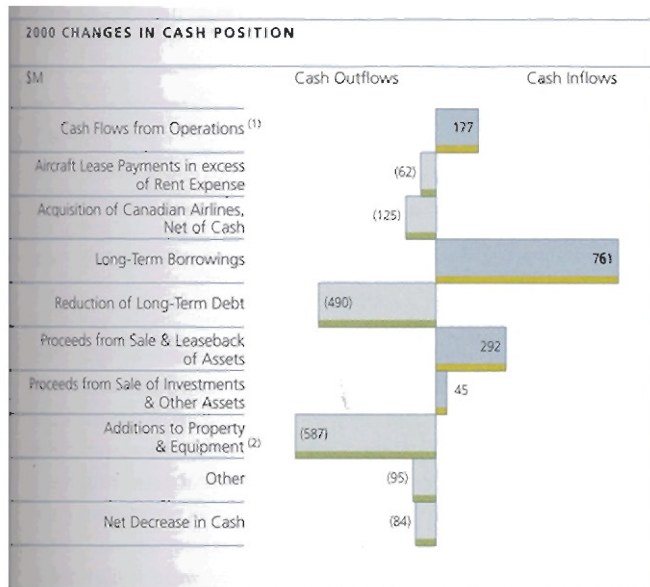 2000 CHANGES IN CASH POSITION
$M Cash Outflows Cash Inflows
Cash Flows from Operations (1) 177
Aircraft Lease Payments in excess
of Rent Expense (62)
Acquisition of Canadian Airlines,
Net of Cash (125)
Long-Term Borrowings 761
Reduction of Long-Term Debt (490)
Proceeds from Sale & Leaseback
of Assets 292
Proceeds from Sale of Investments
& Other Assets 45
Additions to Property
& Equipment (2) (587)
Other (95)
Net Decrease in Cash (84)